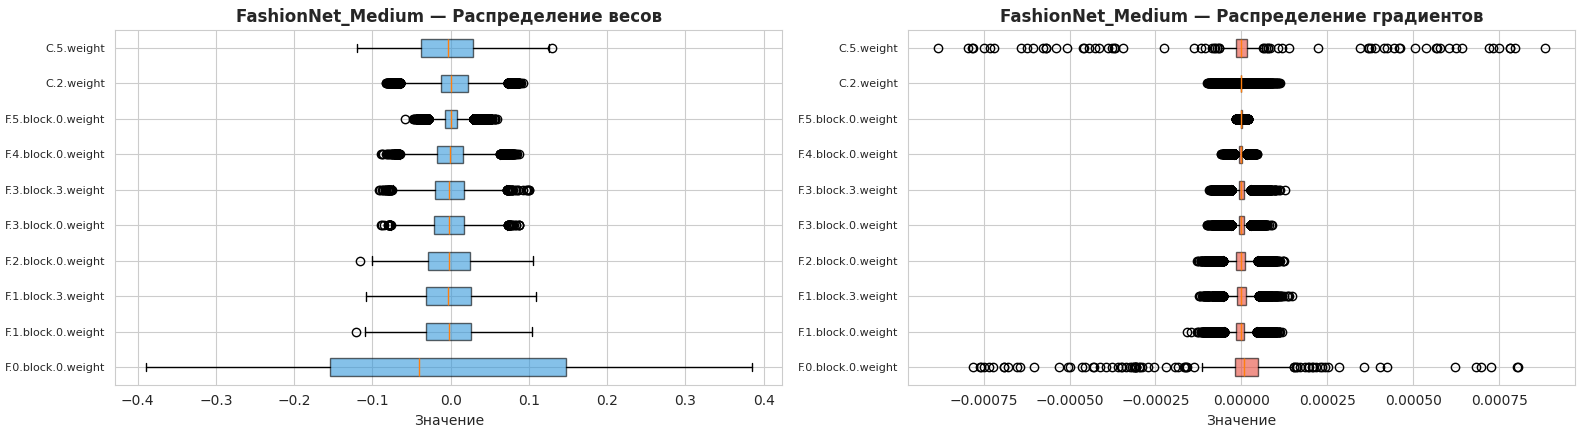 FashionNet_Medium — Распределение весов
C.5.weight
C.2.weight
F.5.block.0.weight
F.4.block.0.weight
F.3.block.3.weight
F.3.block.0.weight
F.2.block.0.weight
F.1.block.3.weight
F.1.block.0.weight
F.0.block.0.weight
−0.4 −0.3 −0.2 −0.1 0.0 0.1 0.2 0.3 0.4
Значение
FashionNet_Medium — Распределение градиентов
C.5.weight
C.2.weight
F.5.block.0.weight
F.4.block.0.weight
F.3.block.3.weight
F.3.block.0.weight
F.2.block.0.weight
F.1.block.3.weight
F.1.block.0.weight
F.0.block.0.weight
−0.00075 −0.00050 −0.00025 0.00000 0.00025 0.00050 0.00075
Значение